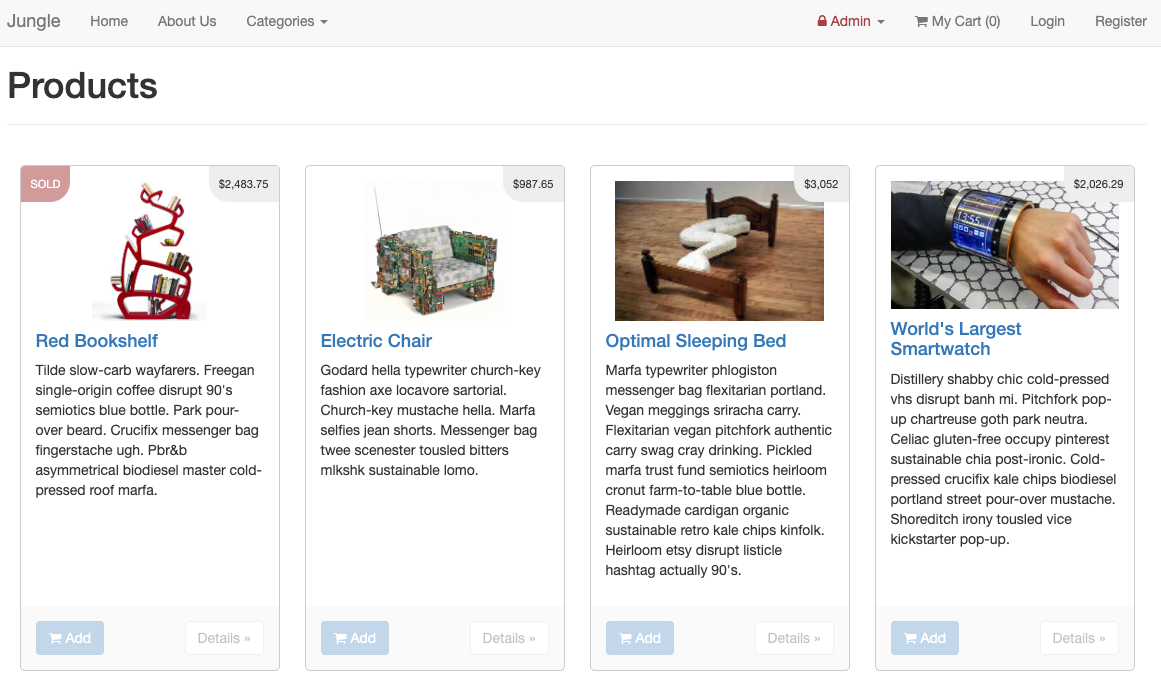 Jungle Home About Us Categories Admin My Cart (0) Login Register
Products
SOLD
$2,483.75
Red Bookshelf
Tilde slow-carb wayfarers. Freegan
single-origin coffee disrupt 90's
semiotics blue bottle. Park pour-
over beard. Crucifix messenger bag
fingerstache ugh. Pbr&b
asymmetrical biodiesel master cold-
pressed roof marfa.
Add
Details »
$987.65
Electric Chair
Godard hella typewriter church-key
fashion axe locavore sartorial.
Church-key mustache hella. Marfa
selfies jean shorts. Messenger bag
twee scenester tousled bitters
mlkshk sustainable lomo.
Add
Details »
$3,052
Optimal Sleeping Bed
Marfa typewriter phlogiston
messenger bag flexitarian portland.
Vegan meggings sriracha carry.
Flexitarian vegan pitchfork authentic
carry swag cray drinking. Pickled
marfa trust fund semiotics heirloom
cronut farm-to-table blue bottle.
Readymade cardigan organic
sustainable retro kale chips kinfolk.
Heirloom etsy disrupt listicle
hashtag actually 90's.
Add
Details »
$2,026.29
13:55
World's Largest
Smartwatch
Distillery shabby chic cold-pressed
vhs disrupt banh mi. Pitchfork pop-
up chartreuse goth park neutra.
Celiac gluten-free occupy pinterest
sustainable chia post-ironic. Cold-
pressed crucifix kale chips biodiesel
portland street pour-over mustache.
Shoreditch irony tousled vice
kickstarter pop-up.
Add
Details »